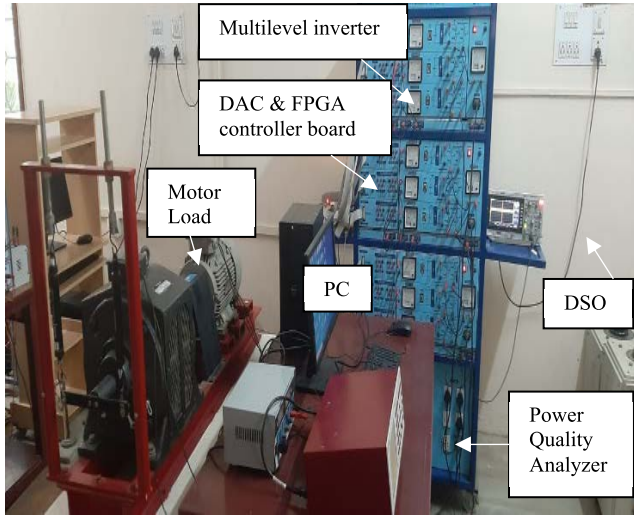 Multilevel inverter
DAC & FPGA
controller board
Motor
Load
PC
DSO
Power
Quality
Analyzer